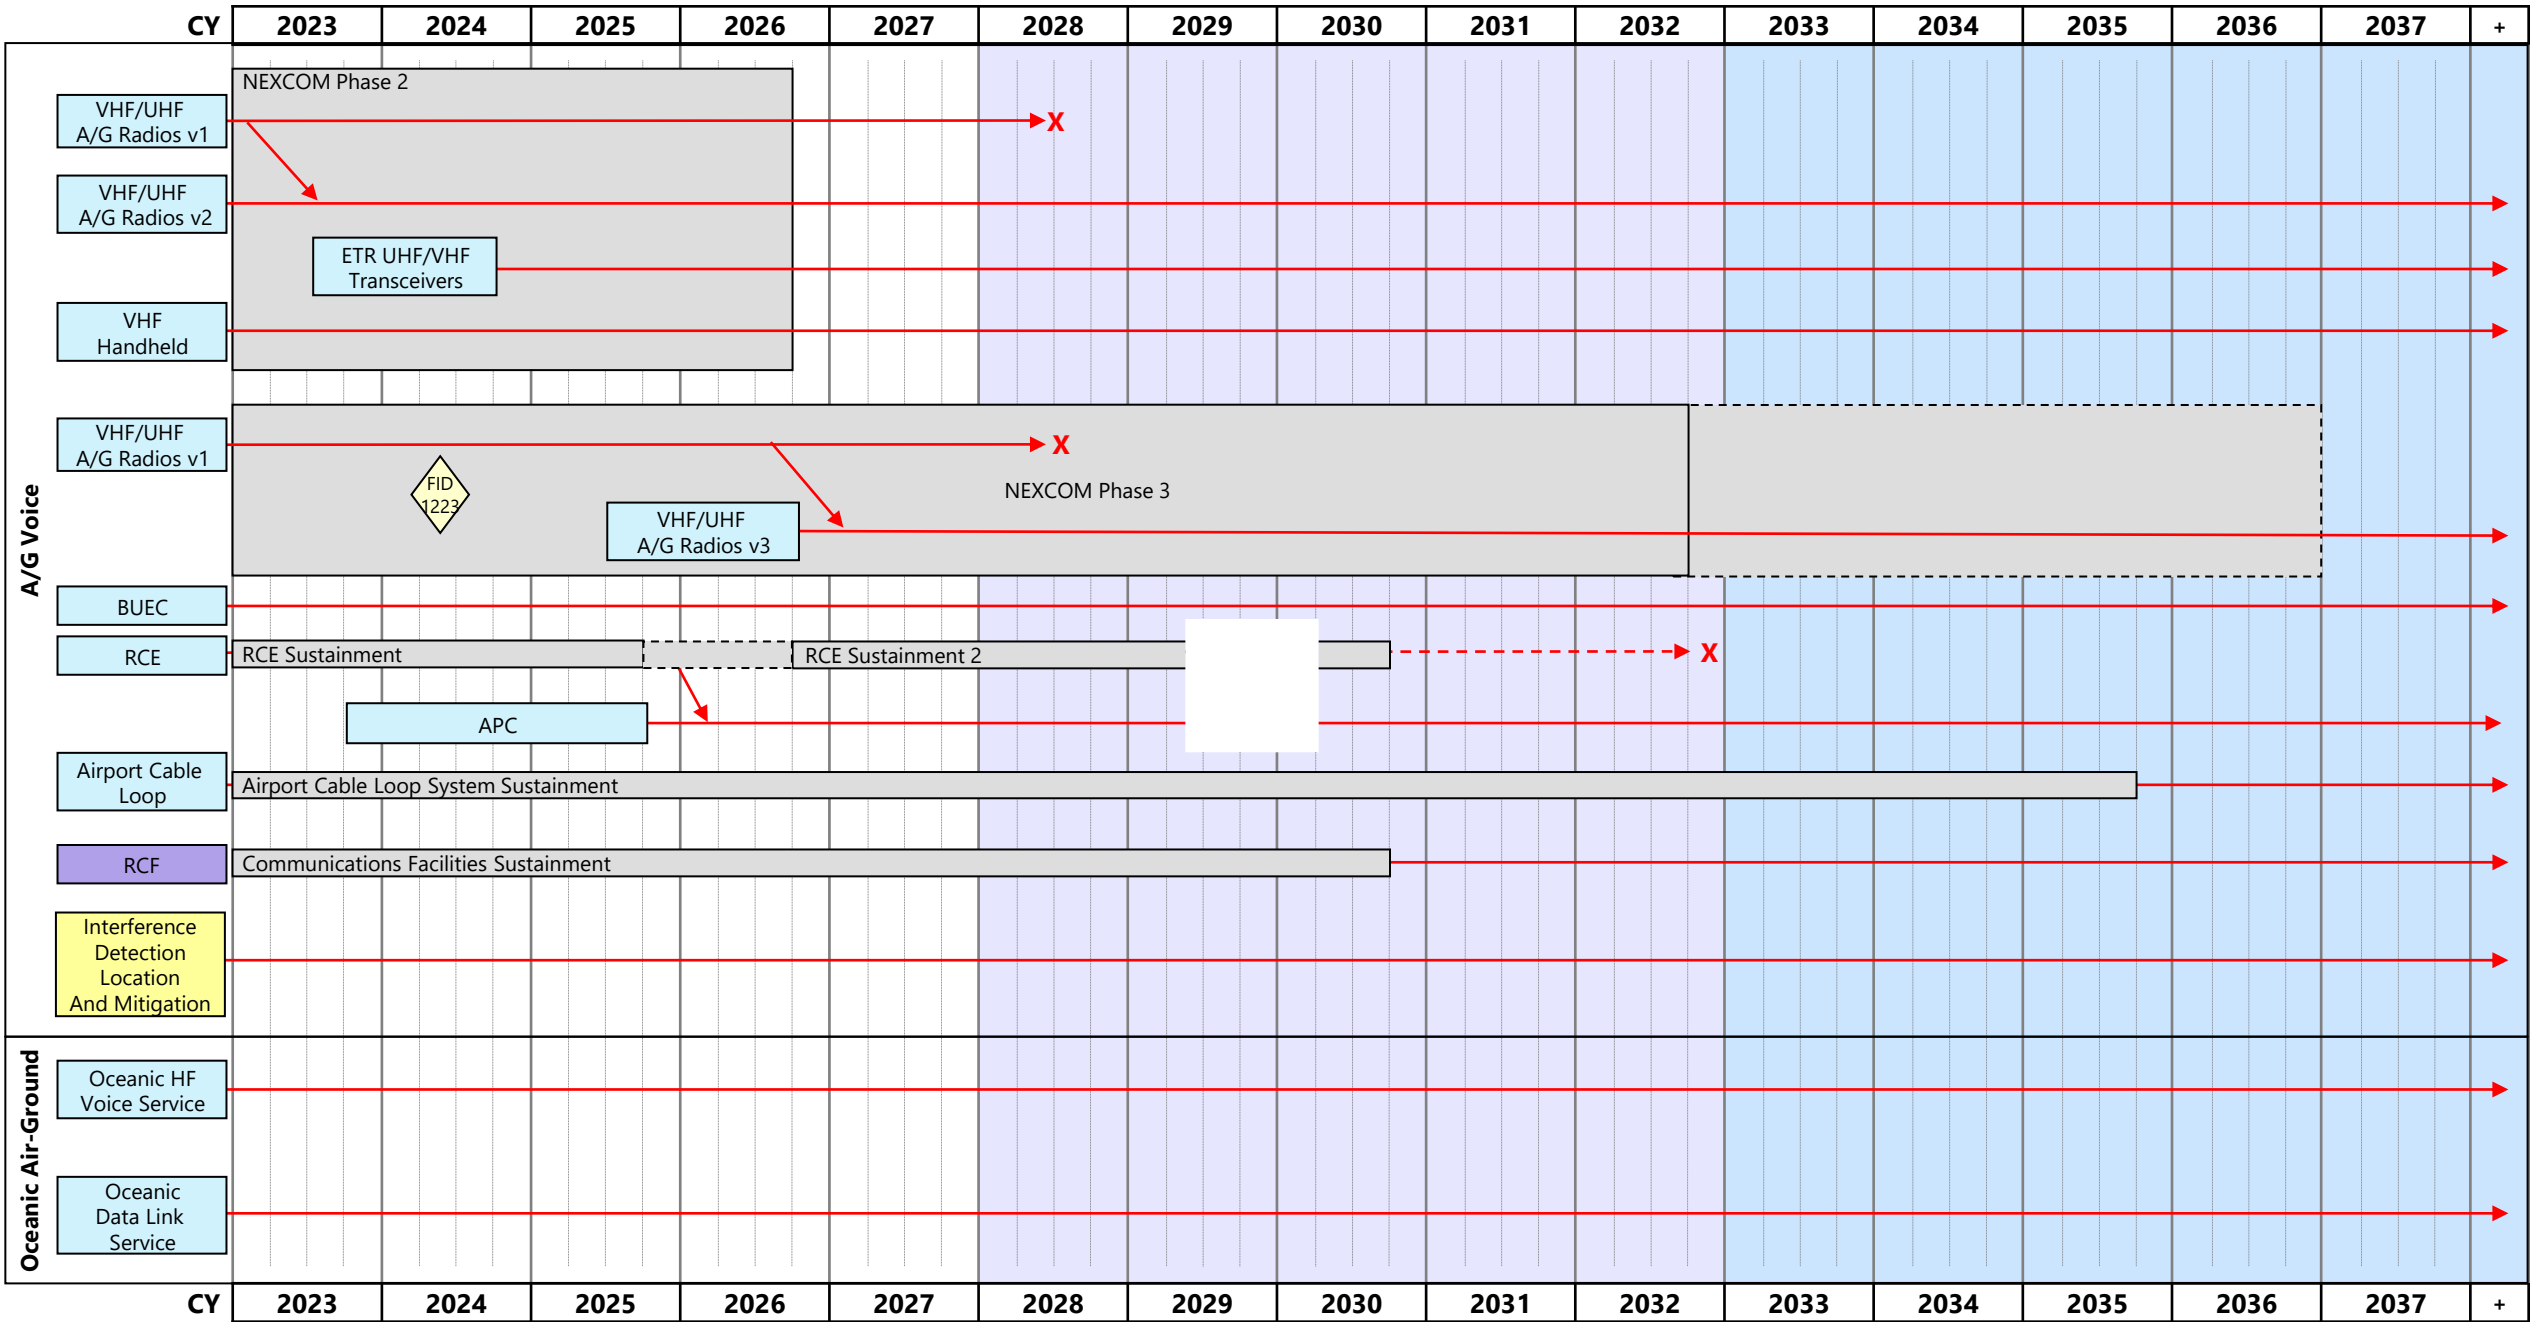 CY 2023 2024 2025 2026 2027 2028 2029 2030 2031 2032 2033 2034 2035 2036 2037 +
A/G Voice
NEXCOM Phase 2
VHF/UHF
A/G Radios v1
X
VHF/UHF
A/G Radios v2
ETR UHF/VHF
Transceivers
VHF
Handheld
VHF/UHF
A/G Radios v1
X
FID
1223
NEXCOM Phase 3
VHF/UHF
A/G Radios v3
BUEC
RCE
RCE Sustainment
RCE Sustainment 2
X
APC
Airport Cable
Loop
Airport Cable Loop System Sustainment
RCF
Communications Facilities Sustainment
Interference
Detection
Location
And Mitigation
Oceanic Air-Ground
Oceanic HF
Voice Service
Oceanic
Data Link
Service
CY 2023 2024 2025 2026 2027 2028 2029 2030 2031 2032 2033 2034 2035 2036 2037 +